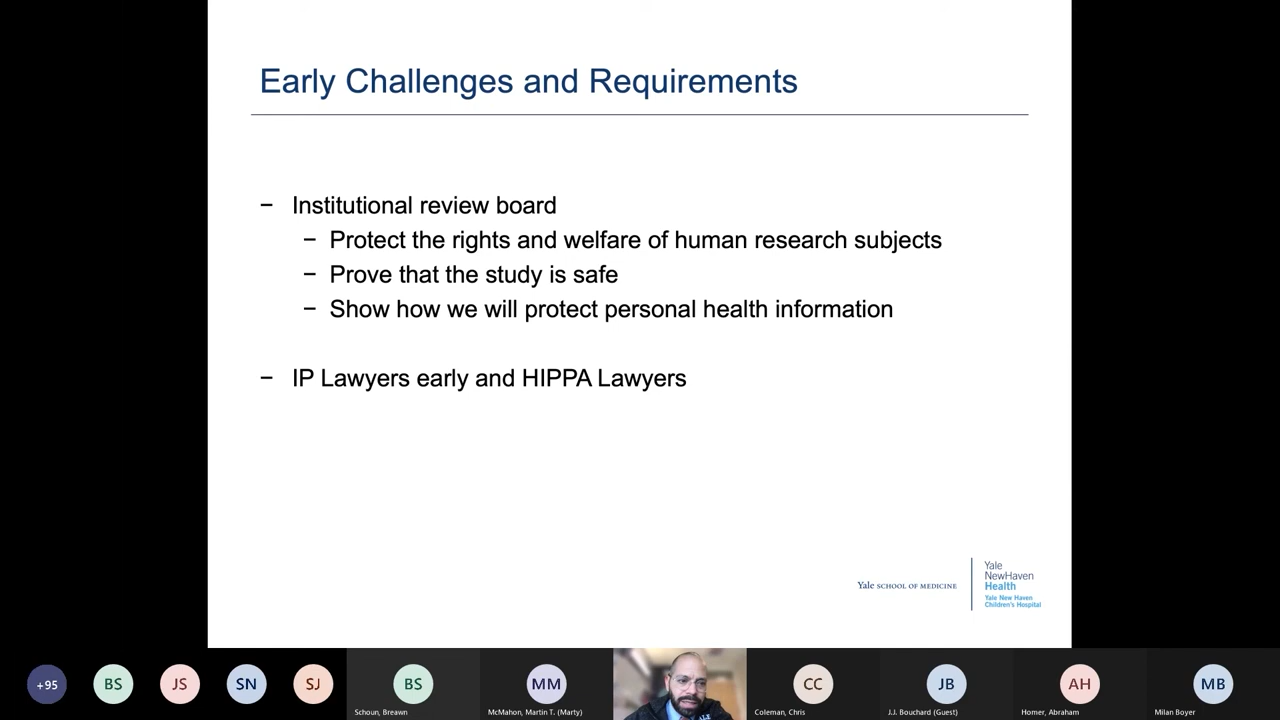 Early Challenges and Requirements
− Institutional review board
− Protect the rights and welfare of human research subjects
− Prove that the study is safe
− Show how we will protect personal health information
− IP Lawyers early and HIPPA Lawyers
Yale SCHOOL OF MEDICINE
Yale
NewHaven
Health
Yale New Haven
Children's Hospital
+95
BS
JS
SN
SJ
BS
Schoun, Breawn
MM
McMahon, Martin T. (Marty)
CC
Coleman, Chris
JB
J.J. Bouchard (Guest)
AH
Homer, Abraham
MB
Milan Boyer